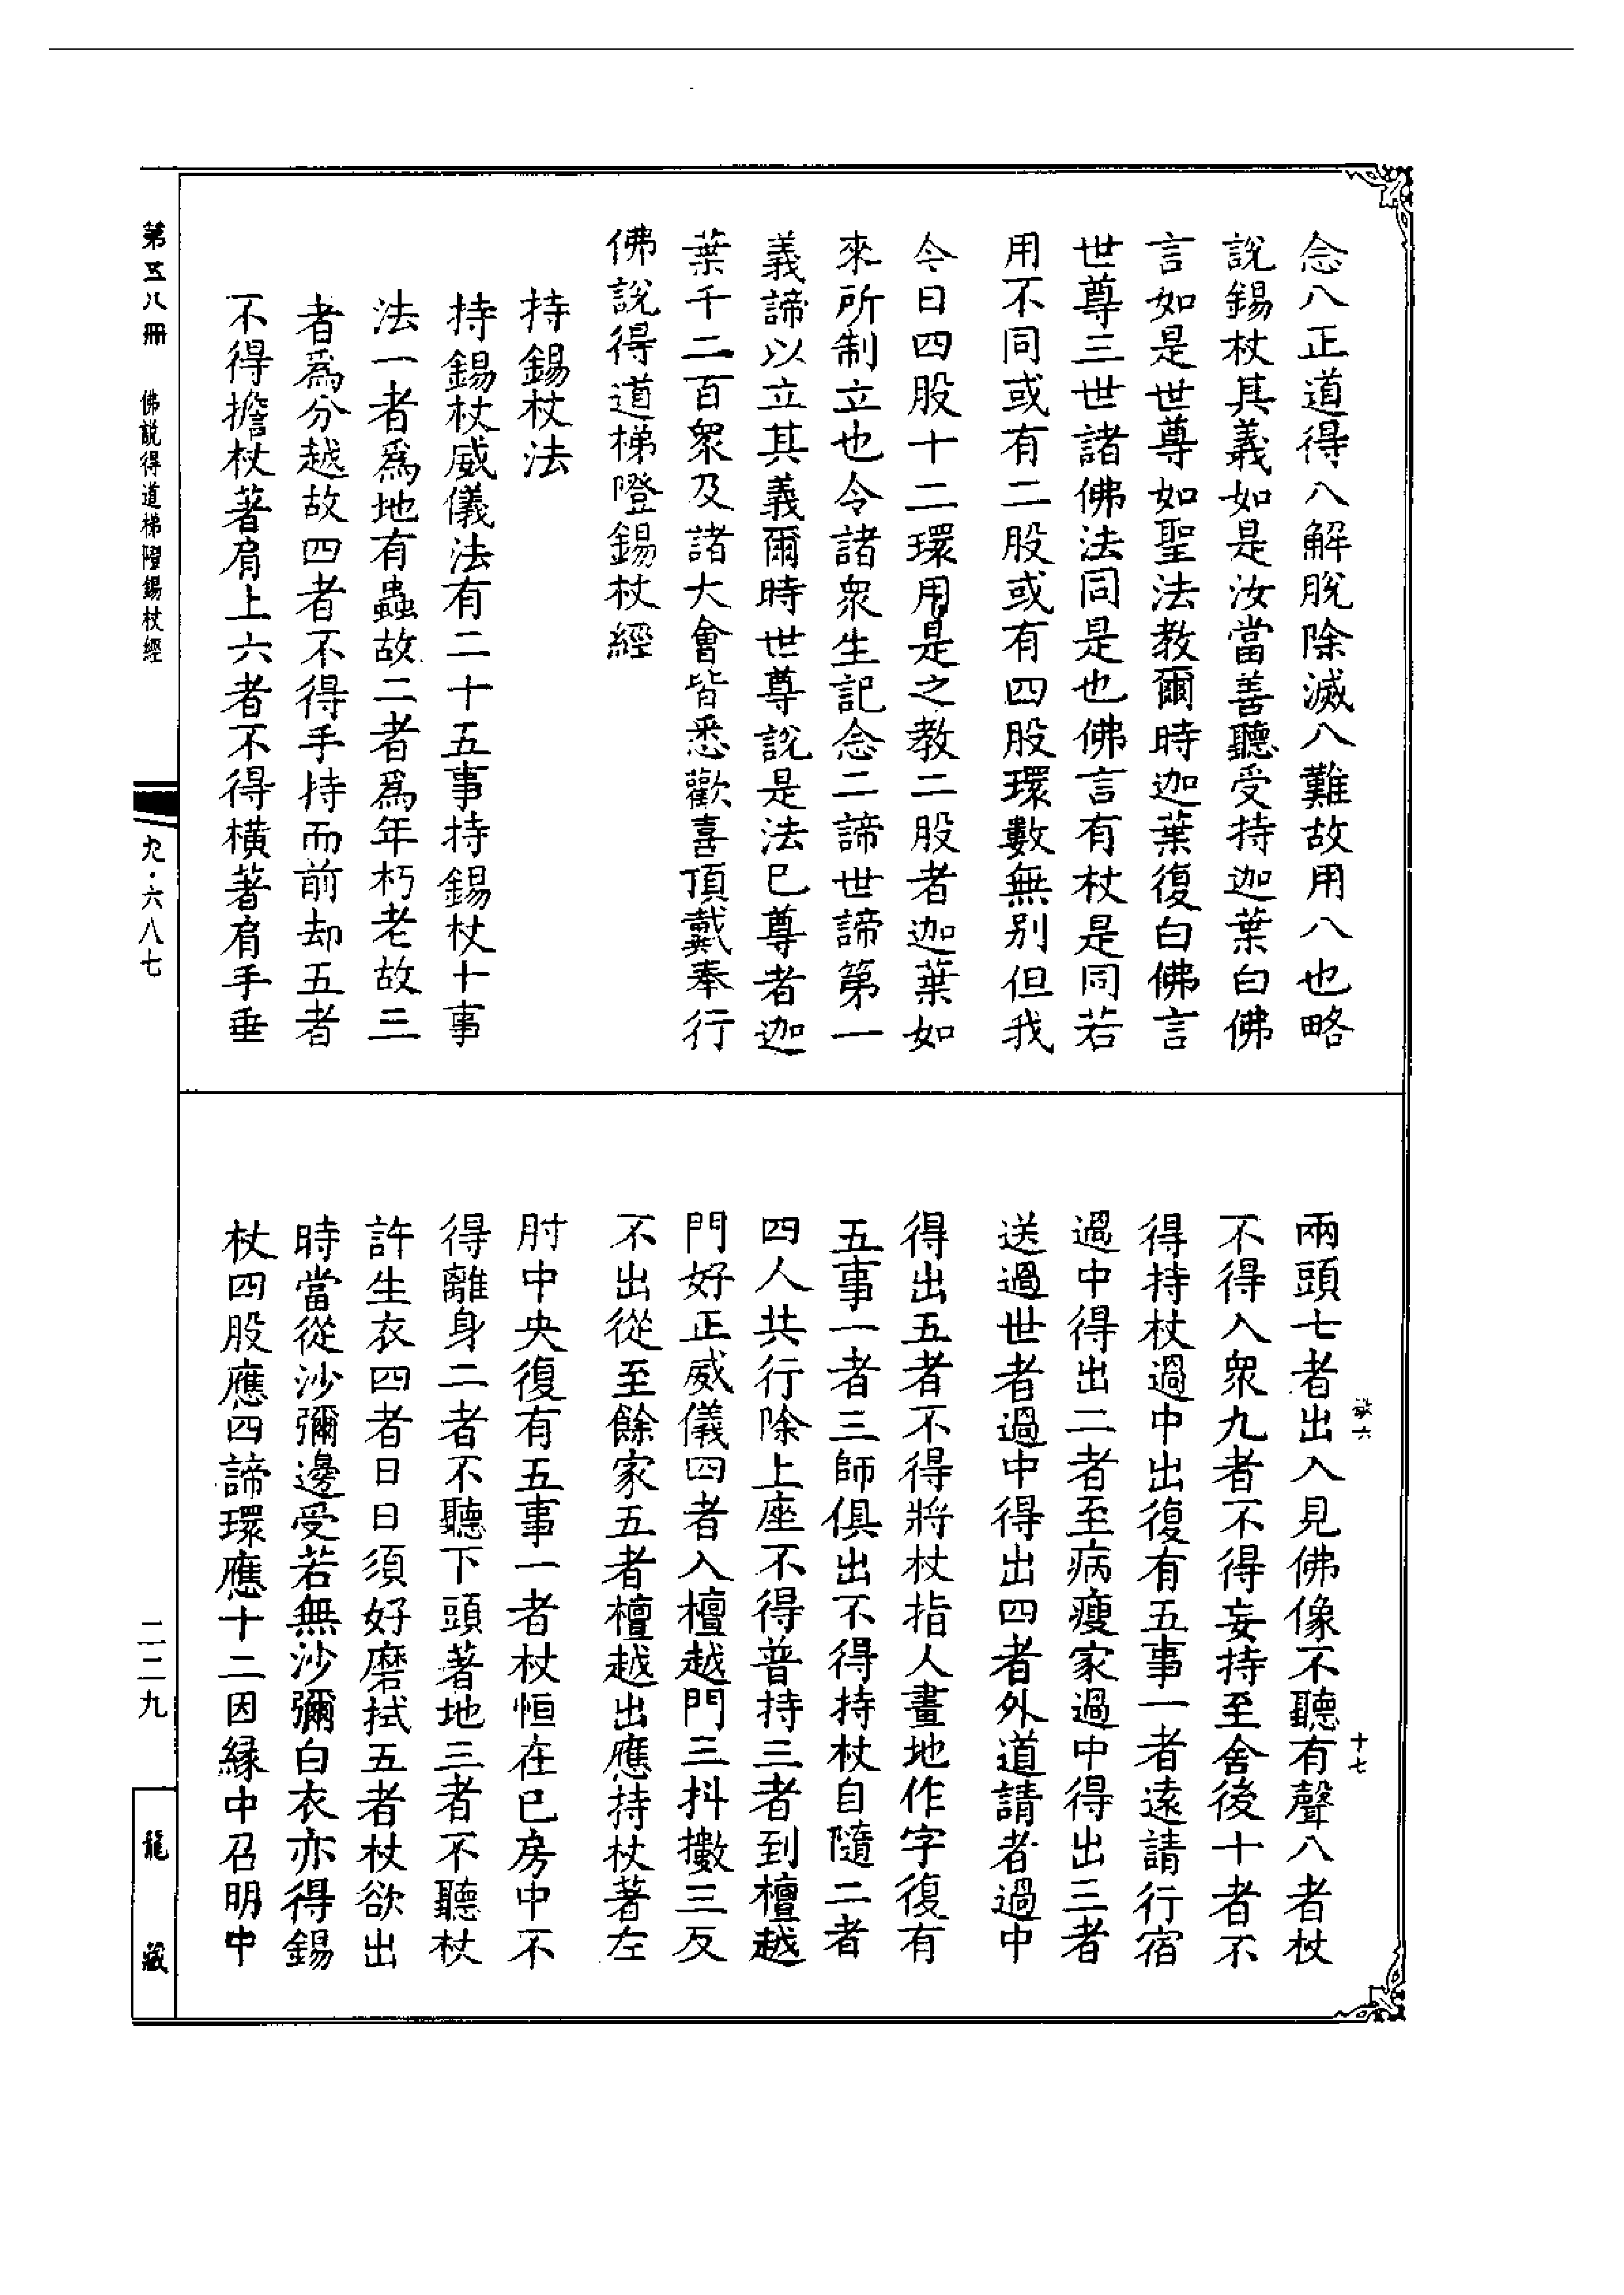 念八正道得八解脫除滅八難故用八也略
說錫杖其義如是汝當善聽受持迦葉白佛
言如是世尊如聖法教爾時迦葉復白佛言
世尊三世諸佛法同是也佛言有杖是同若
用不同或有二股或有四股環數無別但我
今日四股十二環用是之教二股者迦葉如
來所制立也令諸衆生記念二諦世諦第一
義諦以立其義爾時世尊說是法已尊者迦
葉千二百衆及諸大會皆悉歡喜頂戴奉行
佛說得道梯隥錫杖經
持錫杖法
持錫杖威儀法有二十五事持錫杖十事
法一者爲地有蟲故二者爲年朽老故三
者爲分越故四者不得手持而前却五者
不得擔杖著肩上六者不得橫著肩手垂
兩頭七者出入見佛像不聽有聲八者杖
不得入衆九者不得妄持至舍後十者不
得持杖過中出復有五事一者遠請行宿
過中得出二者至病瘦家過中得出三者
送過世者過中得出四者外道請者過中
得出五者不得將杖指人畫地作字復有
五事一者三師俱出不得持杖自隨二者
四人共行除上座不得普持三者到檀越
門好正威儀四者入檀越門三抖擻三反
不出從至餘家五者檀越出應持杖著左
肘中央復有五事一者杖恒在已房中不
得離身二者不聽下頭著地三者不聽杖
許生衣四者日日須好磨拭五者杖欲出
時當從沙彌邊受若無沙彌白衣亦得錫
杖四股應四諦環應十二因緣中召明中
六
十七
第五八冊
佛説得道梯隥錫杖經
九·六八七
二二九
龍藏